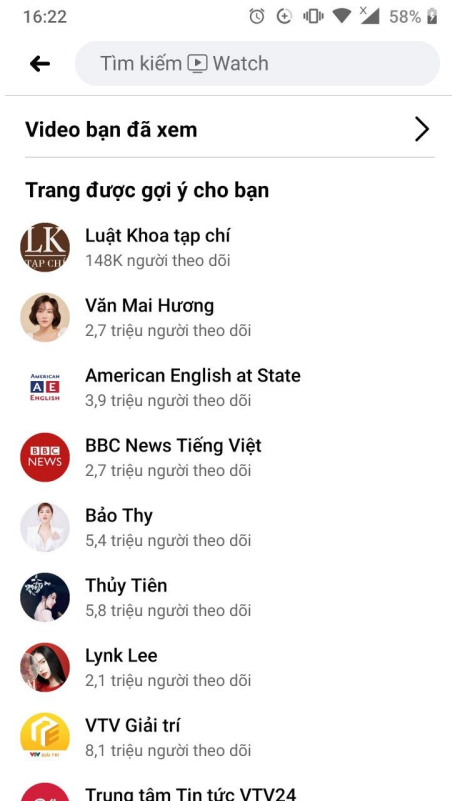 16:22
58%
Tìm kiếm Watch
Video bạn đã xem
Trang được gợi ý cho bạn
LK
TẠP CHÍ
Luật Khoa tạp chí
148K người theo dõi
Văn Mai Hương
2,7 triệu người theo dõi
AMERICAN
AE
ENGLISH
American English at State
3,9 triệu người theo dõi
BBC
NEWS
BBC News Tiếng Việt
2,7 triệu người theo dõi
Bảo Thy
5,4 triệu người theo dõi
Thủy Tiên
5,8 triệu người theo dõi
Lynk Lee
2,1 triệu người theo dõi
VTV GIẢI TRÍ
VTV Giải trí
8,1 triệu người theo dõi
Trung tâm Tin tức VTV24